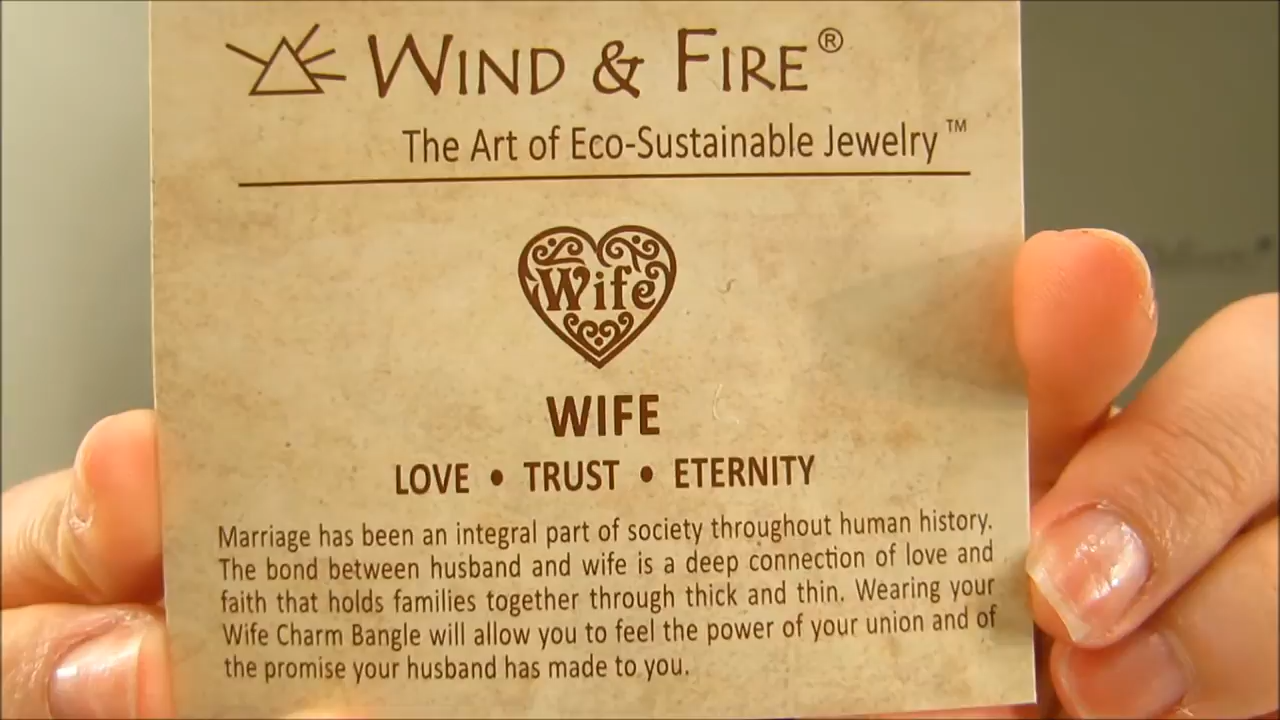 WIND & FIRE®
The Art of Eco-Sustainable Jewelry™
Wife
WIFE
LOVE • TRUST • ETERNITY
Marriage has been an integral part of society throughout human history.
The bond between husband and wife is a deep connection of love and
faith that holds families together through thick and thin. Wearing your
Wife Charm Bangle will allow you to feel the power of your union and of
the promise your husband has made to you.